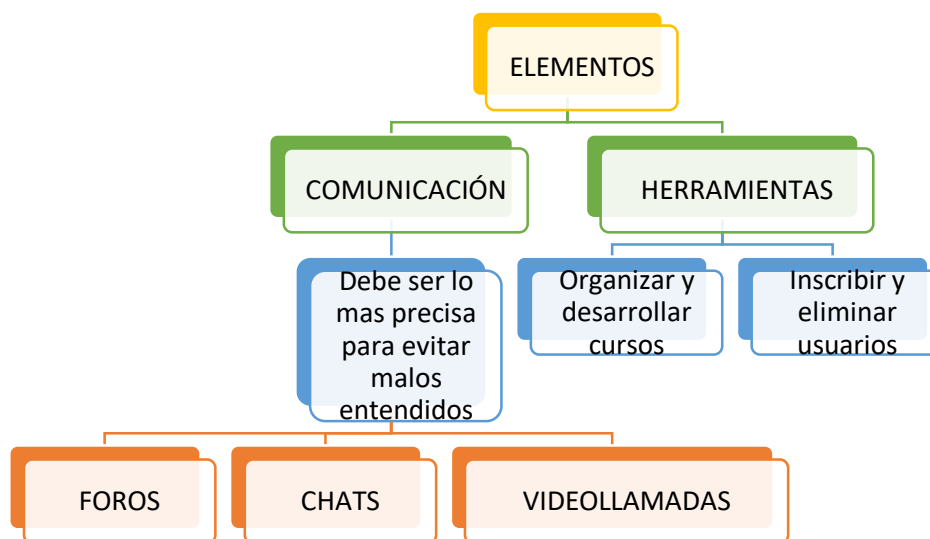 ELEMENTOS
COMUNICACIÓN
HERRAMIENTAS
Debe ser lo
mas precisa
para evitar
malos
entendidos
Organizar y
desarrollar
cursos
Inscribir y
eliminar
usuarios
FOROS
CHATS
VIDEOLLAMADAS